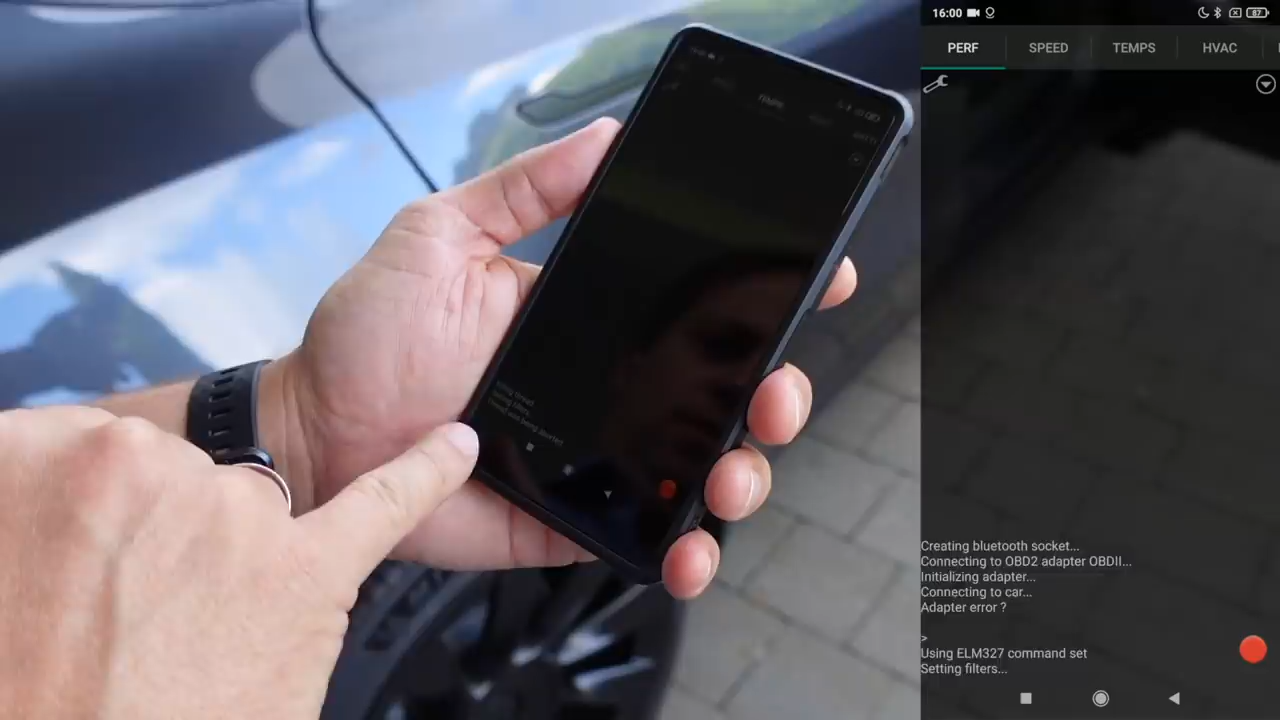 16:00
87
PERF SPEED TEMPS HVAC
Creating bluetooth socket...
Connecting to OBD2 adapter OBDII...
Initializing adapter...
Connecting to car...
Adapter error ?
>
Using ELM327 command set
Setting filters...